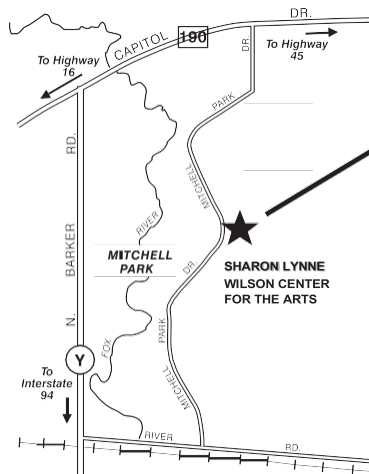 DR.
190
CAPITOL
To Highway
16
DR.
To Highway
45
PARK
MITCHELL
N. BARKER RD.
RIVER
MITCHELL
PARK
DR.
SHARON LYNNE
WILSON CENTER
FOR THE ARTS
PARK
FOX
Y
To
Interstate
94
MITCHELL
RIVER
RD.